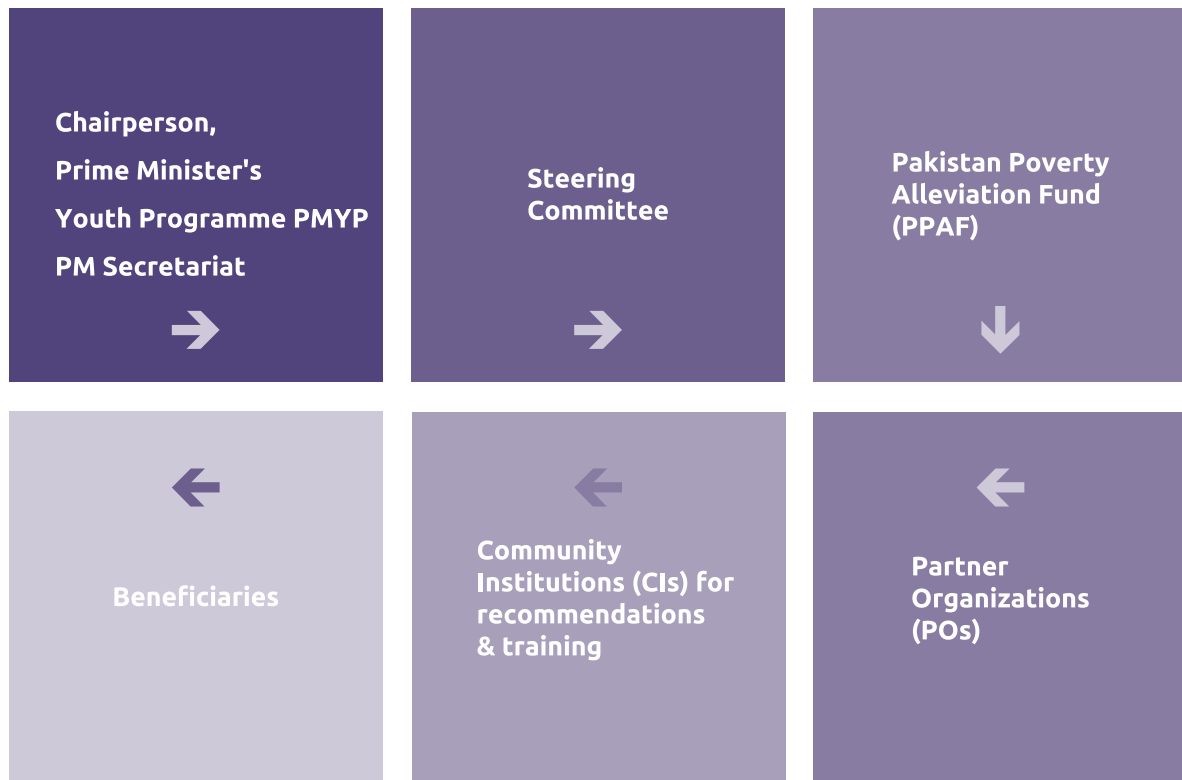 Chairperson,
Prime Minister's
Youth Programme PMYP
PM Secretariat
Steering
Committee
Pakistan Poverty
Alleviation Fund
(PPAF)
Beneficiaries
Community
Institutions (CIs) for
recommendations
& training
Partner
Organizations
(POs)